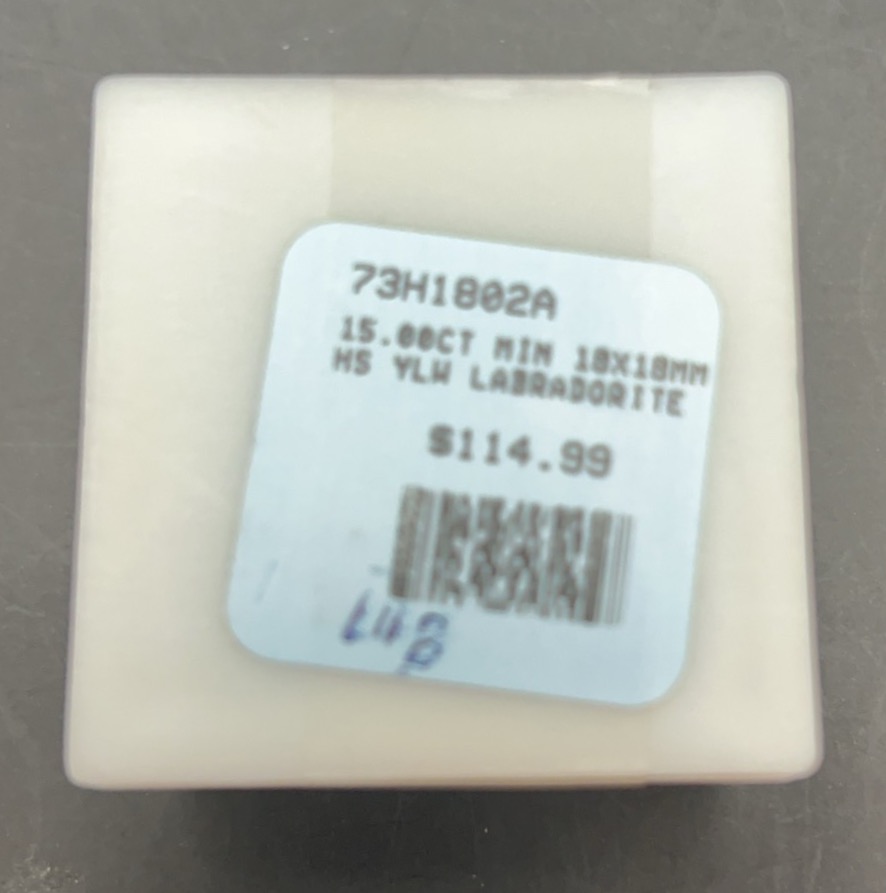 73H1802A
15.00CT MIN 18X18MM
HS YLW LABRADORITE
$114.99